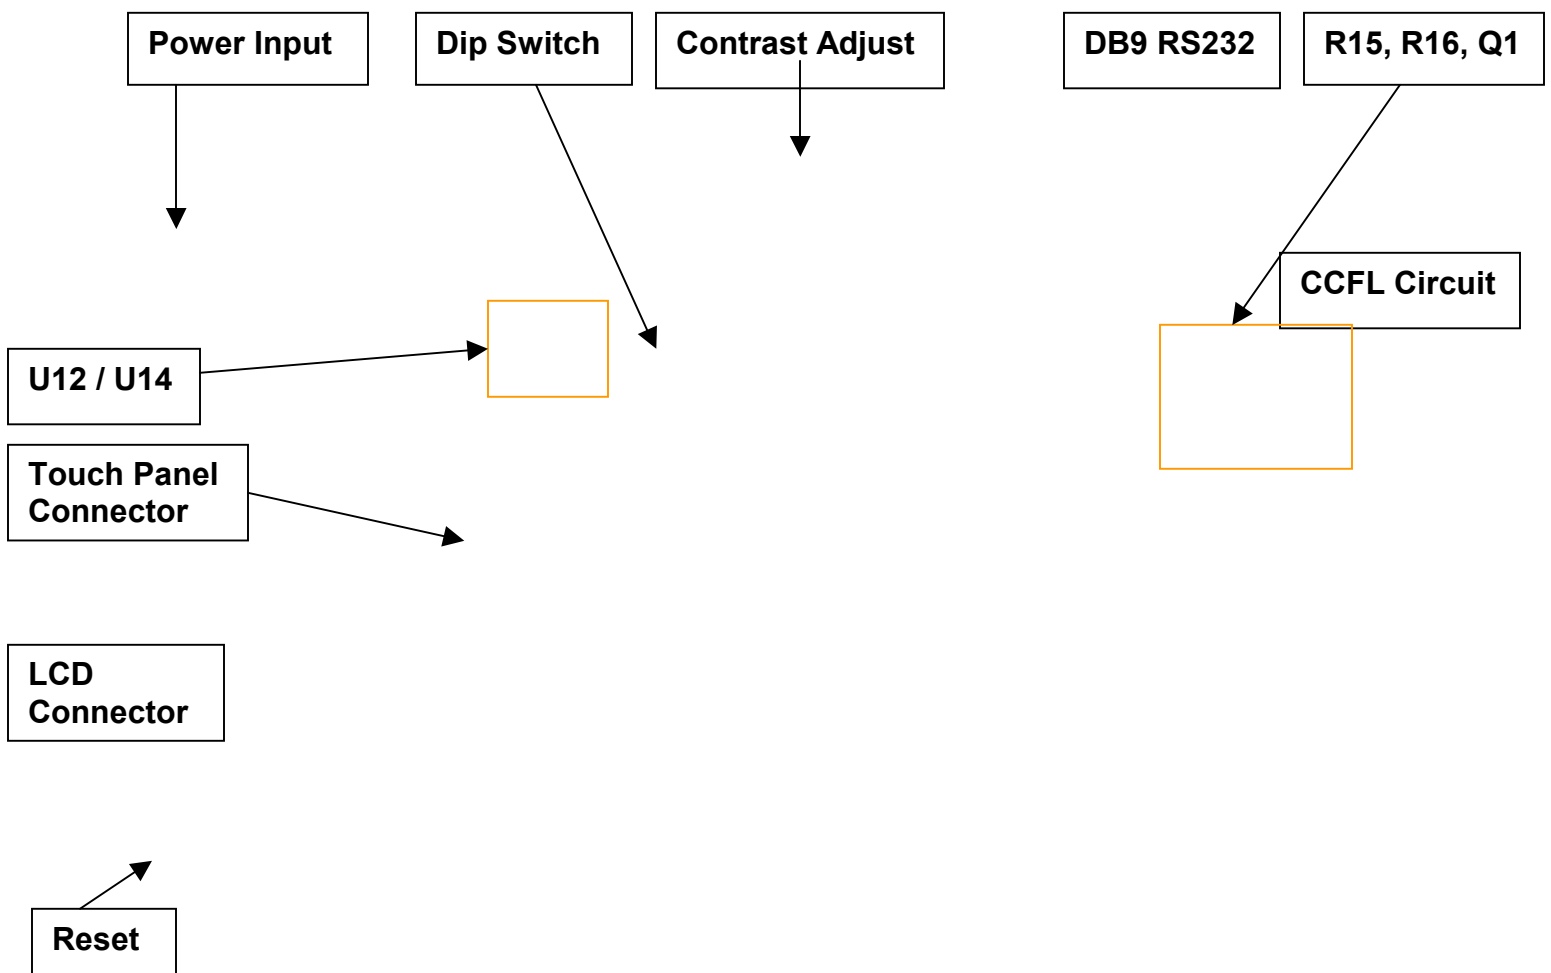 Power Input
Dip Switch
Contrast Adjust
DB9 RS232
R15, R16, Q1
CCFL Circuit
U12 / U14
Touch Panel
Connector
LCD
Connector
Reset